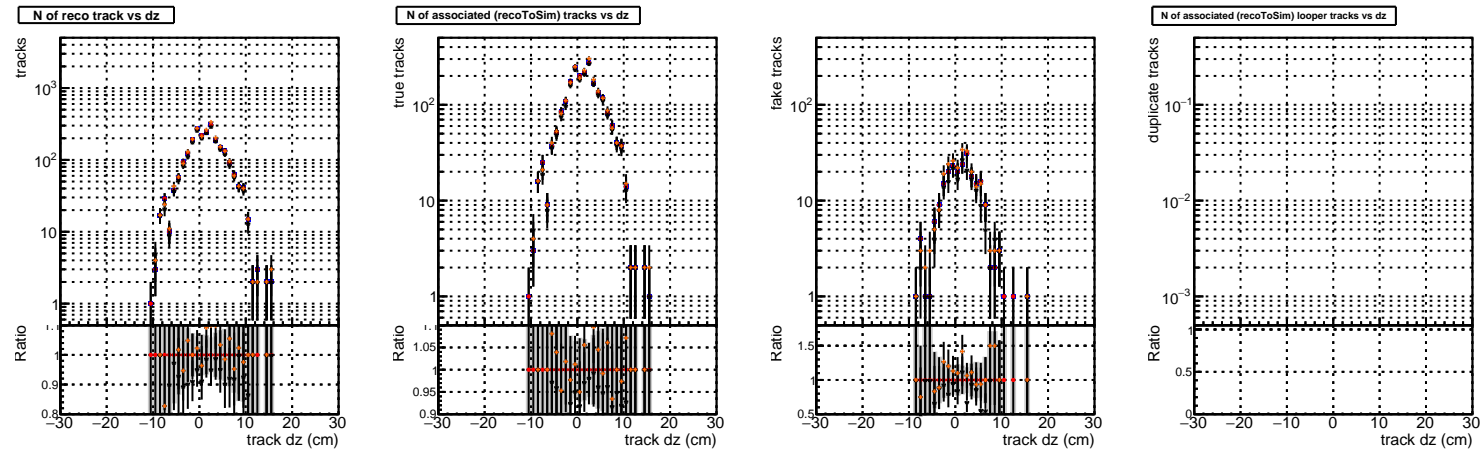 N of reco track vs dz
N of associated (recoToSim) tracks vs dz
N of associated (recoToSim) looper tracks vs dz
tracks
10³
10²
10
1
Ratio
1.1
1
0.9
0.8
−30 −20 −10 0 10 20 30
track dz (cm)
true tracks
10²
10
1
Ratio
1.05
1
0.95
0.9
−30 −20 −10 0 10 20 30
track dz (cm)
fake tracks
10²
10
1
Ratio
1.5
1
0.5
−30 −20 −10 0 10 20 30
track dz (cm)
duplicate tracks
10⁻¹
10⁻²
10⁻³
Ratio
1
0.5
0
−30 −20 −10 0 10 20 30
track dz (cm)